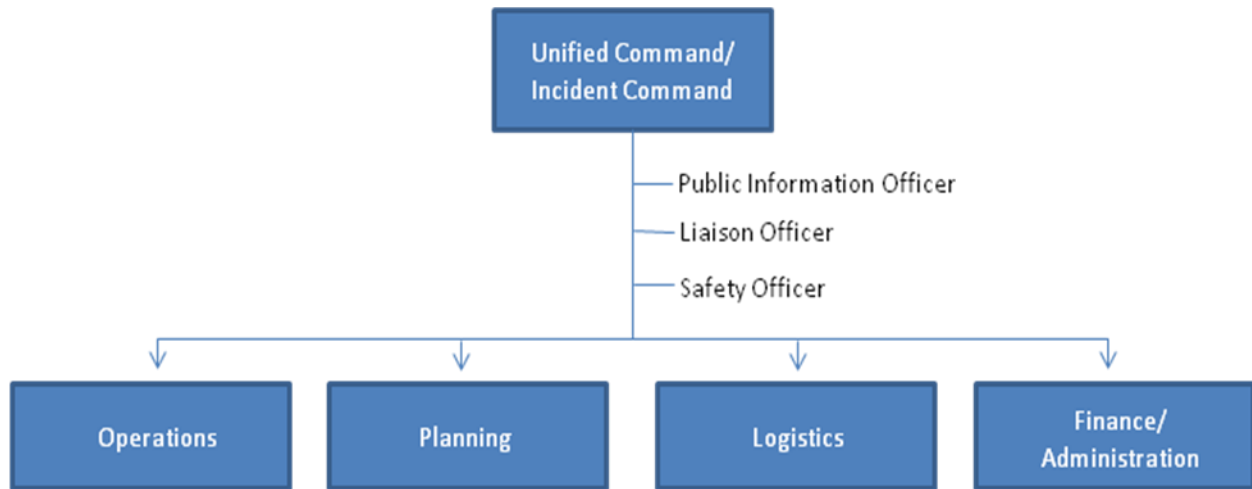 Unified Command/
Incident Command
Public Information Officer
Liaison Officer
Safety Officer
Operations
Planning
Logistics
Finance/
Administration